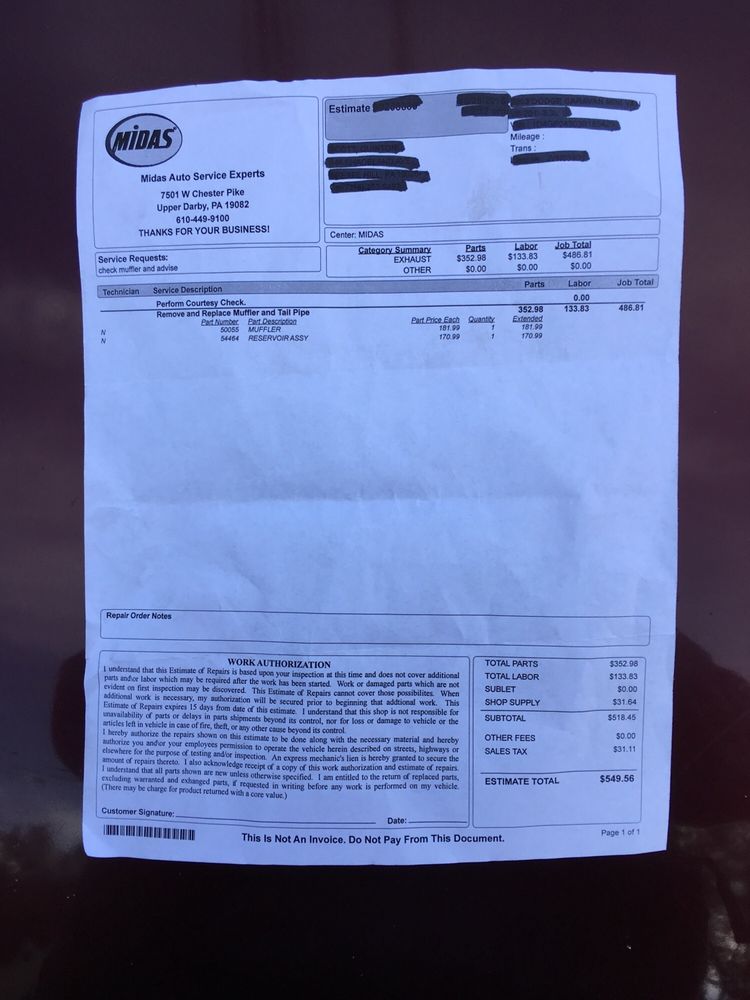 MIDAS
Midas Auto Service Experts
7501 W Chester Pike
Upper Darby, PA 19082
610-449-9100
THANKS FOR YOUR BUSINESS!
Estimate
DODGE CARAVAN
Mileage :
Trans :
Center: MIDAS
Service Requests:
check muffler and advise
Category Summary Parts Labor Job Total
EXHAUST $352.98 $133.83 $486.81
OTHER $0.00 $0.00 $0.00
Technician Service Description Parts Labor Job Total
Perform Courtesy Check. 0.00
Remove and Replace Muffler and Tail Pipe 352.98 133.83 486.81
Part Number Part Description Part Price Each Quantity Extended
N 50055 MUFFLER 181.99 1 181.99
N 54464 RESERVOIR ASSY 170.99 1 170.99
Repair Order Notes
WORK AUTHORIZATION
I understand that this Estimate of Repairs is based upon your inspection at this time and does not cover additional
parts and/or labor which may be required after the work has been started. Work or damaged parts which are not
evident on first inspection may be discovered. This Estimate of Repairs cannot cover those possibilites. When
additional work is necessary, my authorization will be secured prior to beginning that addtional work. This
Estimate of Repairs expires 15 days from date of this estimate. I understand that this shop is not responsible for
unavailability of parts or delays in parts shipments beyond its control, nor for loss or damage to vehicle or the
articles left in vehicle in case of fire, theft, or any other cause beyond its control.
I hereby authorize the repairs shown on this estimate to be done along with the necessary material and hereby
authorize you and/or your employees permission to operate the vehicle herein described on streets, highways or
elsewhere for the purpose of testing and/or inspection. An express mechanic's lien is hereby granted to secure the
amount of repairs thereto. I also acknowledge receipt of a copy of this work authorization and estimate of repairs.
I understand that all parts shown are new unless otherwise specified. I am entitled to the return of replaced parts,
excluding warranted and exhanged parts, if requested in writing before any work is performed on my vehicle.
(There may be charge for product returned with a core value.)
Customer Signature:
Date:
TOTAL PARTS $352.98
TOTAL LABOR $133.83
SUBLET $0.00
SHOP SUPPLY $31.64
SUBTOTAL $518.45
OTHER FEES $0.00
SALES TAX $31.11
ESTIMATE TOTAL $549.56
This Is Not An Invoice. Do Not Pay From This Document.
Page 1 of 1